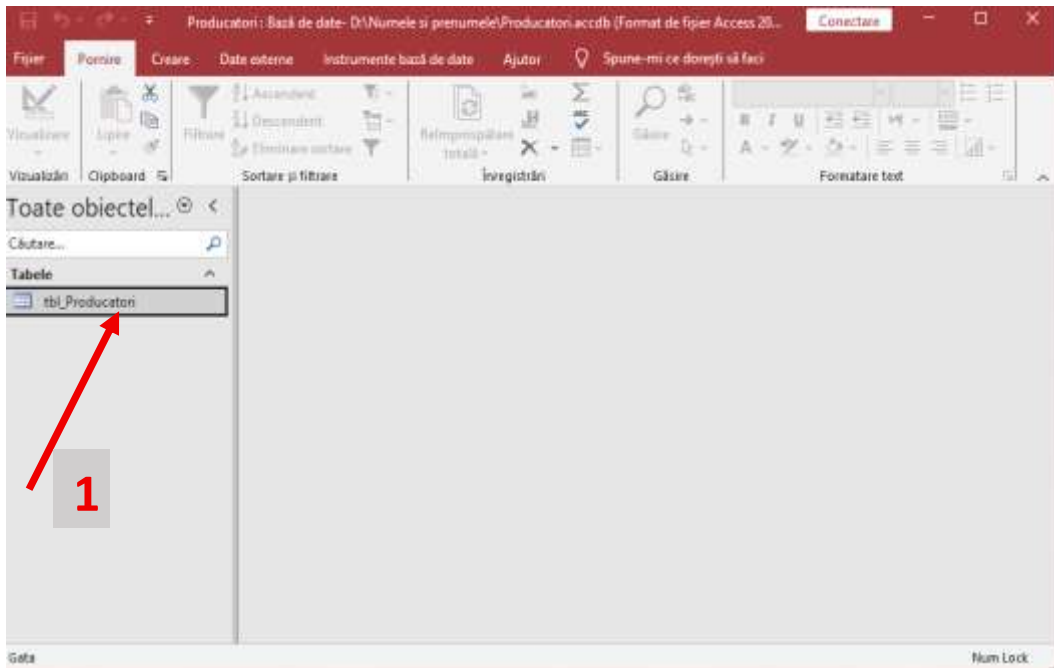 Producatori : Bază de date- D:\Numele si prenumele\Producatori.accdb (Format de fișier Access 20...
Conectare
Fișier Pornire Creare Date externe Instrumente bază de date Ajutor Spune-mi ce dorești să faci
Vizualizare Lipire Filtrare Ascendent Descendent Eliminare sortare Reîmprospătare totală Găsire
B I U A
Vizualizări Clipboard Sortare și filtrare Înregistrări Găsire Formatare text
Toate obiectel...
Căutare...
Tabele
tbl_Producatori
1
Gata Num Lock